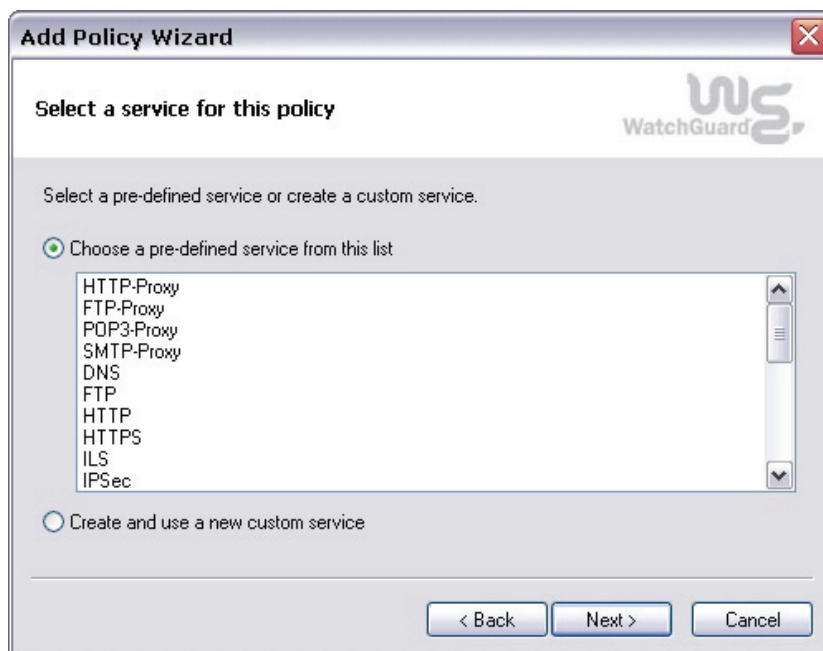 Add Policy Wizard
Select a service for this policy
WatchGuard
Select a pre-defined service or create a custom service.
Choose a pre-defined service from this list
HTTP-Proxy
FTP-Proxy
POP3-Proxy
SMTP-Proxy
DNS
FTP
HTTP
HTTPS
ILS
IPSec
Create and use a new custom service
< Back Next > Cancel